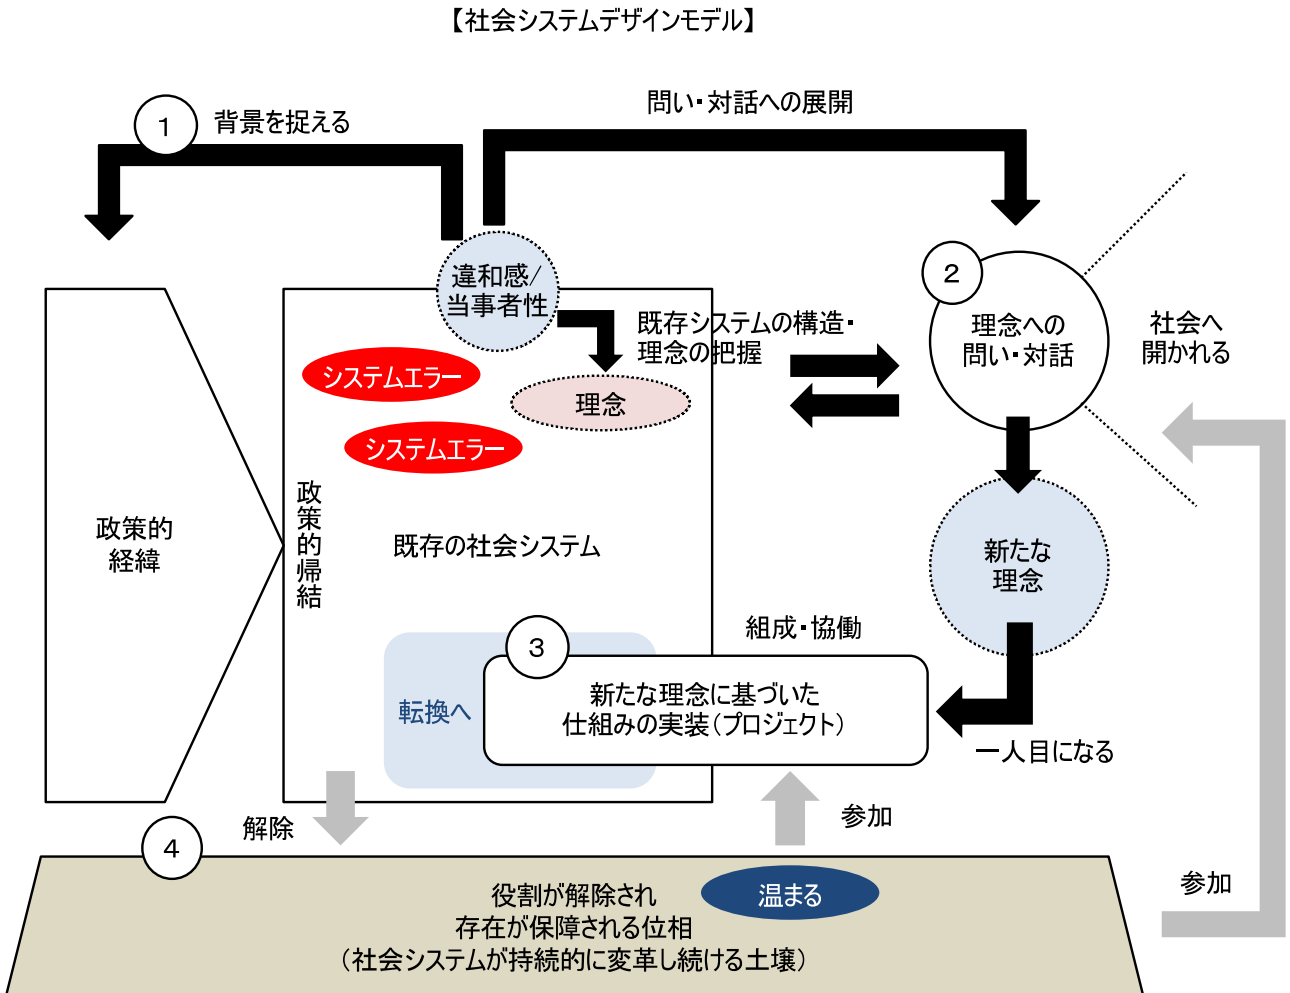 【社会システムデザインモデル】
問い・対話への展開
1
背景を捉える
違和感/
当事者性
2
理念への
問い・対話
社会へ
開かれる
既存システムの構造・
理念の把握
システムエラー
理念
システムエラー
政策的
経緯
政策的帰結
既存の社会システム
新たな
理念
組成・協働
3
転換へ
新たな理念に基づいた
仕組みの実装(プロジェクト)
一人目になる
解除
参加
4
役割が解除され
存在が保障される位相
(社会システムが持続的に変革し続ける土壌)
温まる
参加